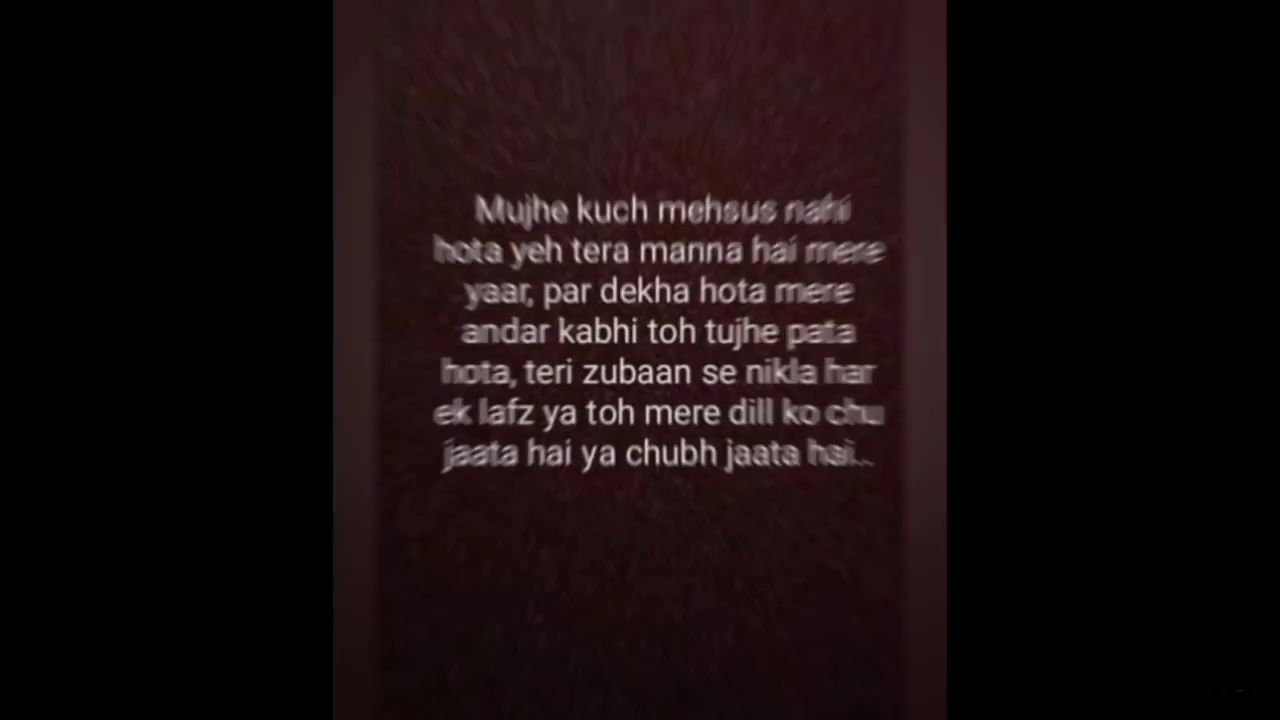 Mujhe kuch mehsus nahi
hota yeh tera manna hai mere
yaar, par dekha hota mere
andar kabhi toh tujhe pata
hota, teri zubaan se nikla har
ek lafz ya toh mere dill ko chu
jaata hai ya chubh jaata hai..